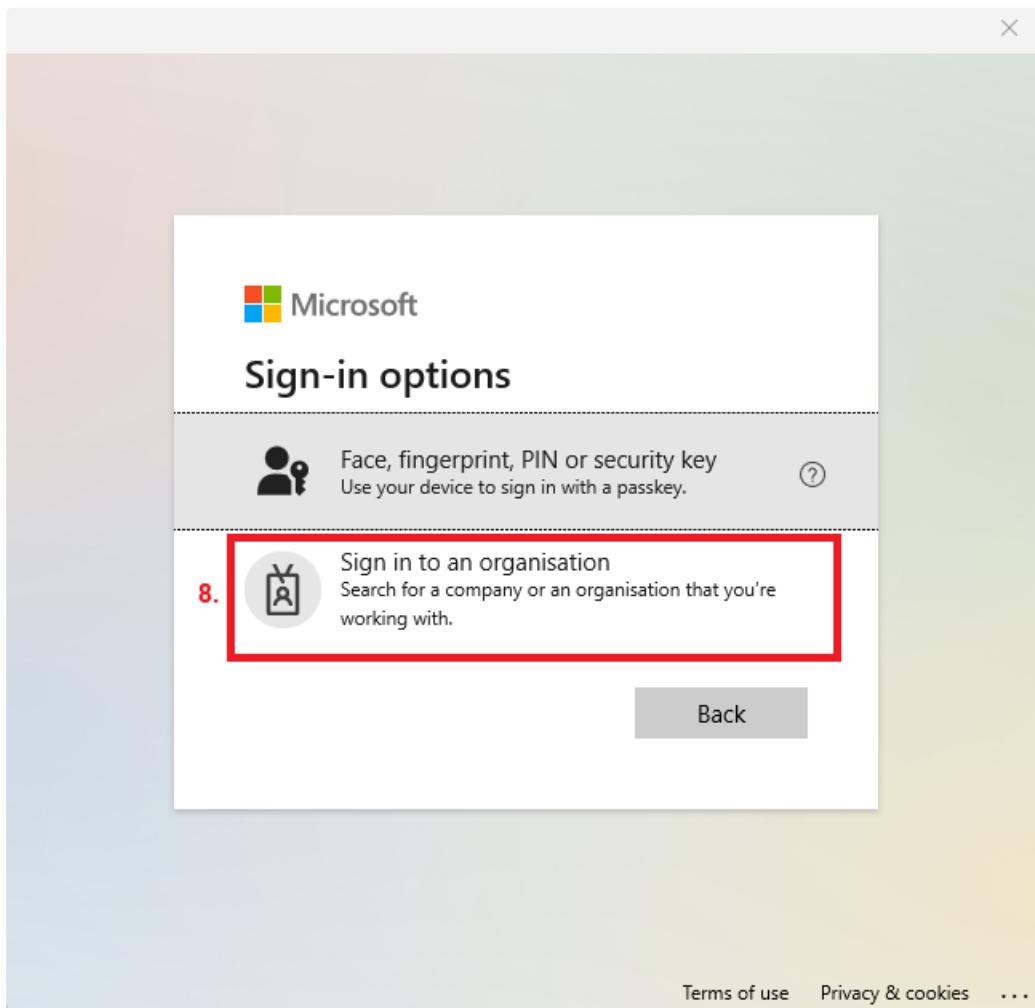 Microsoft
Sign-in options
Face, fingerprint, PIN or security key
Use your device to sign in with a passkey.
?
8.
Sign in to an organisation
Search for a company or an organisation that you're
working with.
Back
Terms of use Privacy & cookies ...